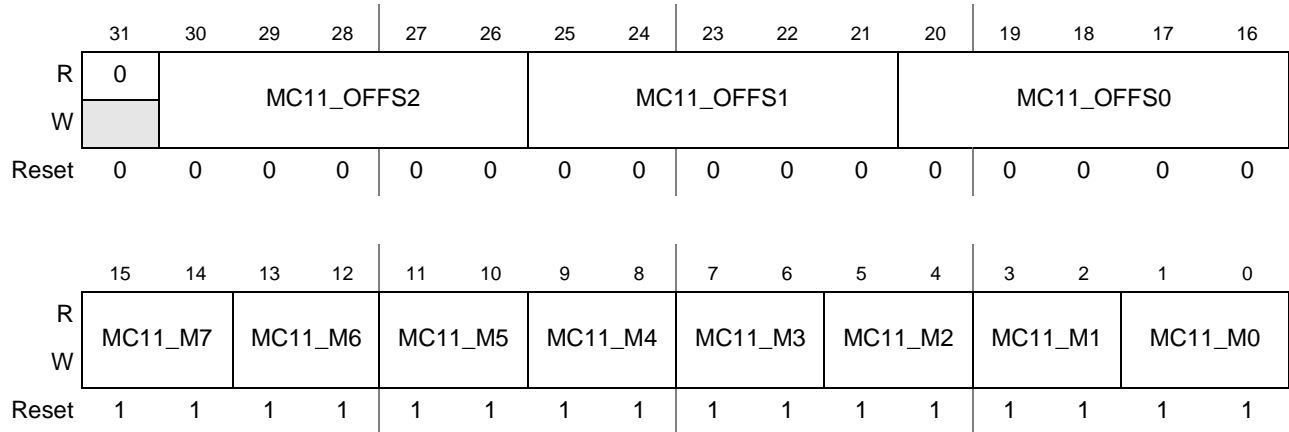 31 30 29 28 27 26 25 24 23 22 21 20 19 18 17 16
R 0 MC11_OFFS2 MC11_OFFS1 MC11_OFFS0
W
Reset 0 0 0 0 0 0 0 0 0 0 0 0 0 0 0 0
15 14 13 12 11 10 9 8 7 6 5 4 3 2 1 0
R MC11_M7 MC11_M6 MC11_M5 MC11_M4 MC11_M3 MC11_M2 MC11_M1 MC11_M0
W
Reset 1 1 1 1 1 1 1 1 1 1 1 1 1 1 1 1